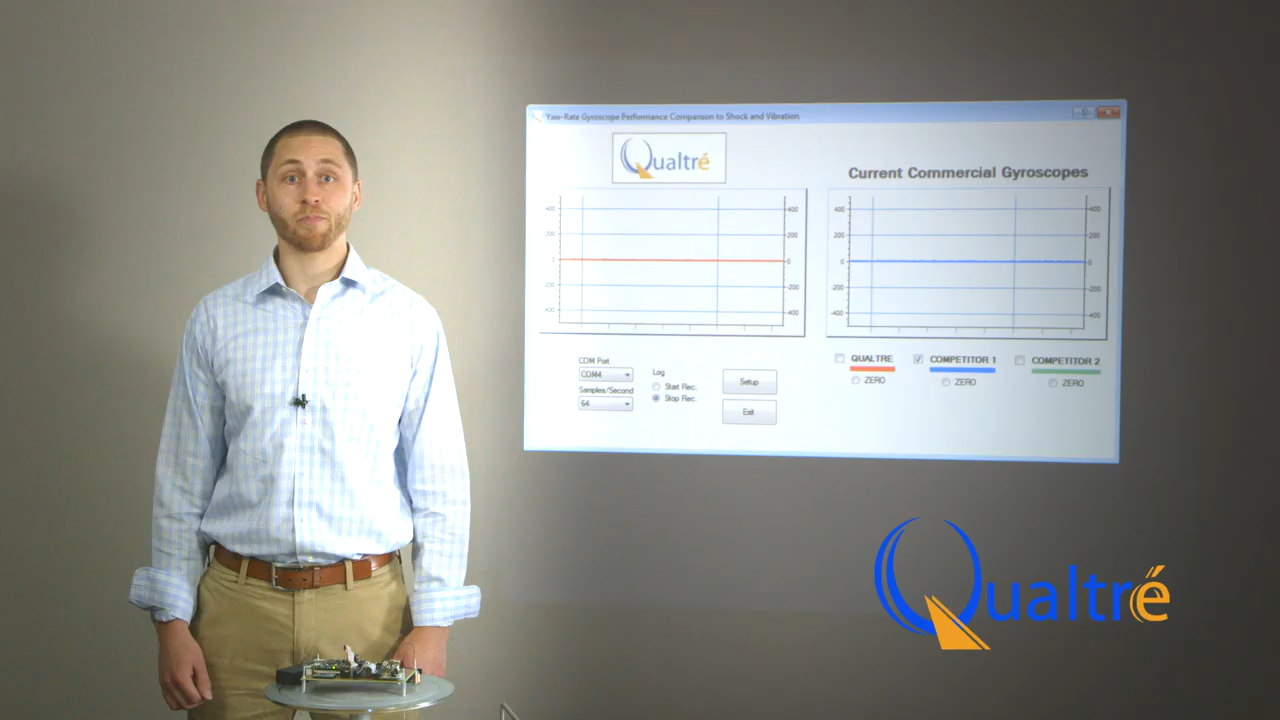 Yaw-Rate Gyroscope Performance Comparison to Shock and Vibration
Qualtré
Current Commercial Gyroscopes
400 400 400 400
200 200 200 200
0 0 0 0
-200 -200 -200 -200
-400 -400 -400 -400
COM Port
COM4
Samples/Second
64
Log
Start Rec.
Stop Rec.
Setup
Exit
QUALTRE COMPETITOR 1 COMPETITOR 2
ZERO ZERO ZERO
Qualtré